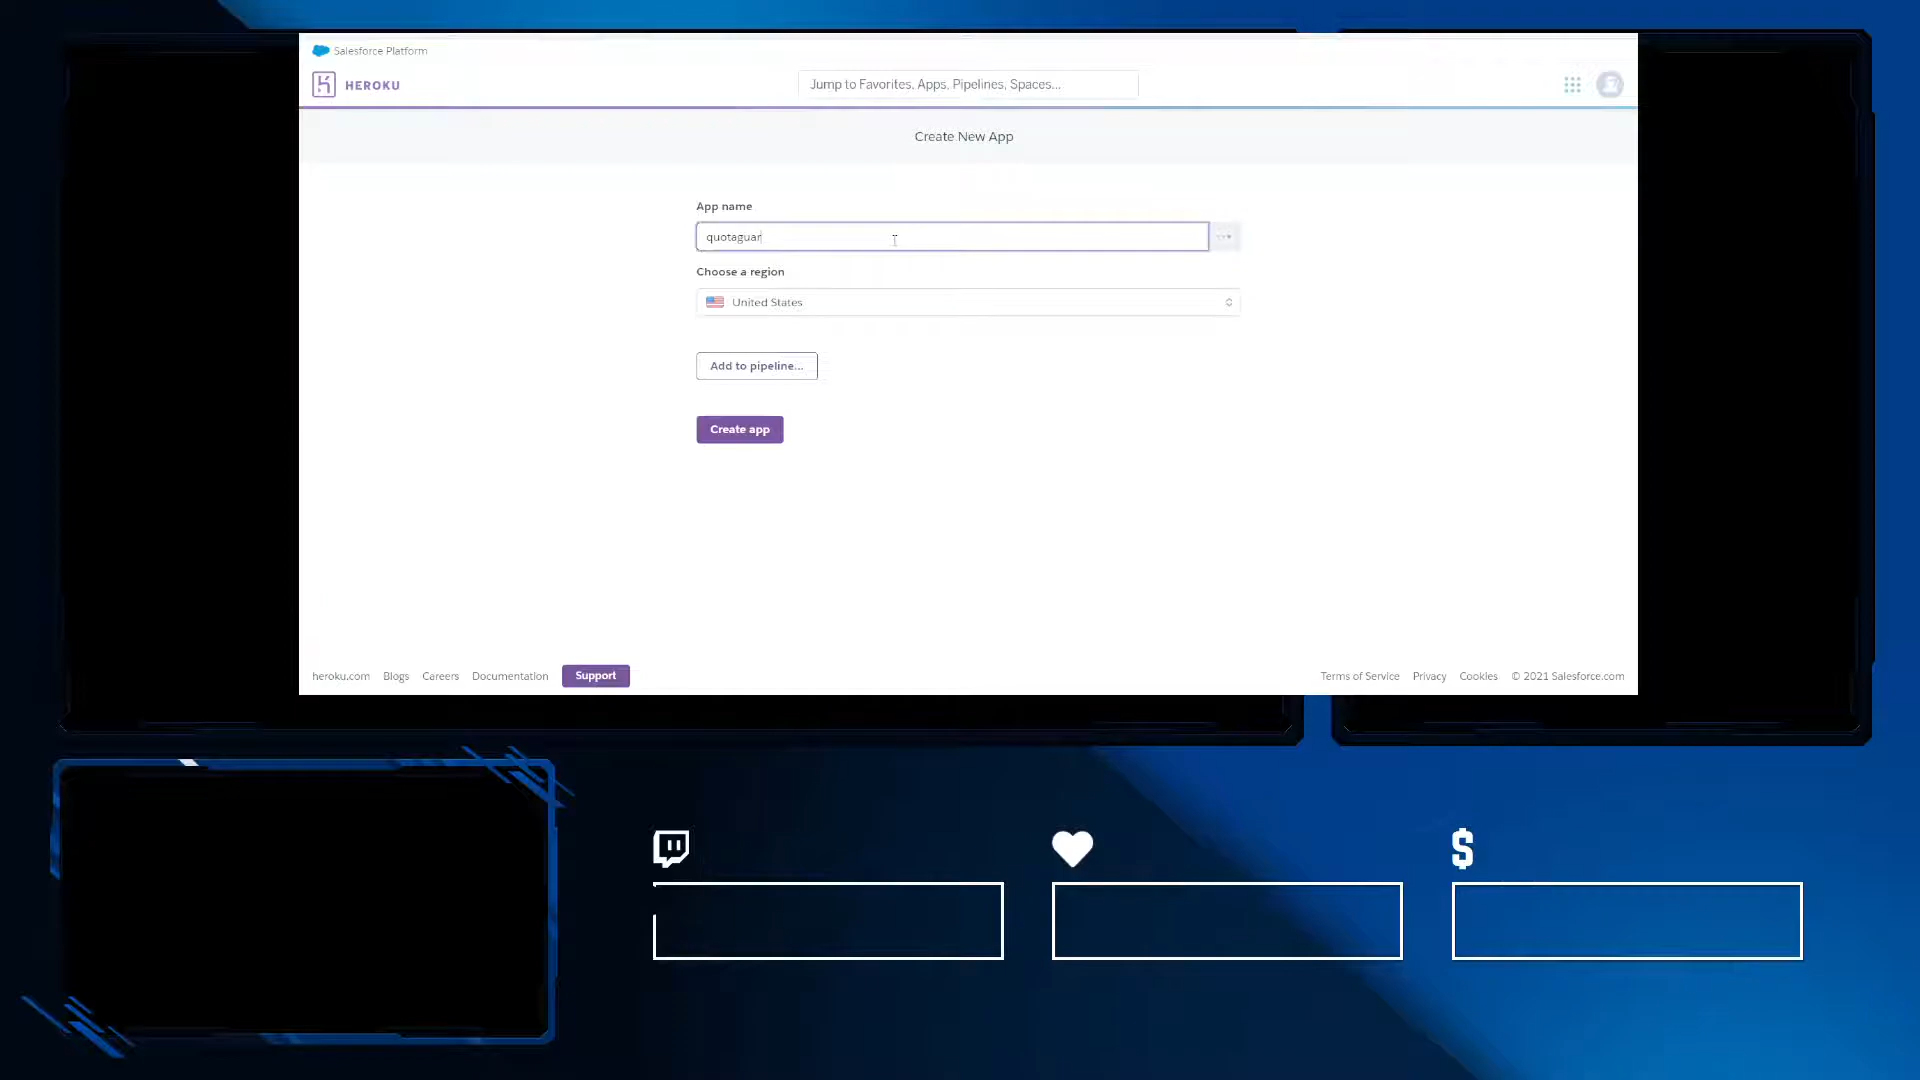 Salesforce Platform
HEROKU
Jump to Favorites, Apps, Pipelines, Spaces...
Create New App
App name
quotaguar
Choose a region
United States
Add to pipeline...
Create app
heroku.com Blogs Careers Documentation Support
Terms of Service Privacy Cookies © 2021 Salesforce.com
$